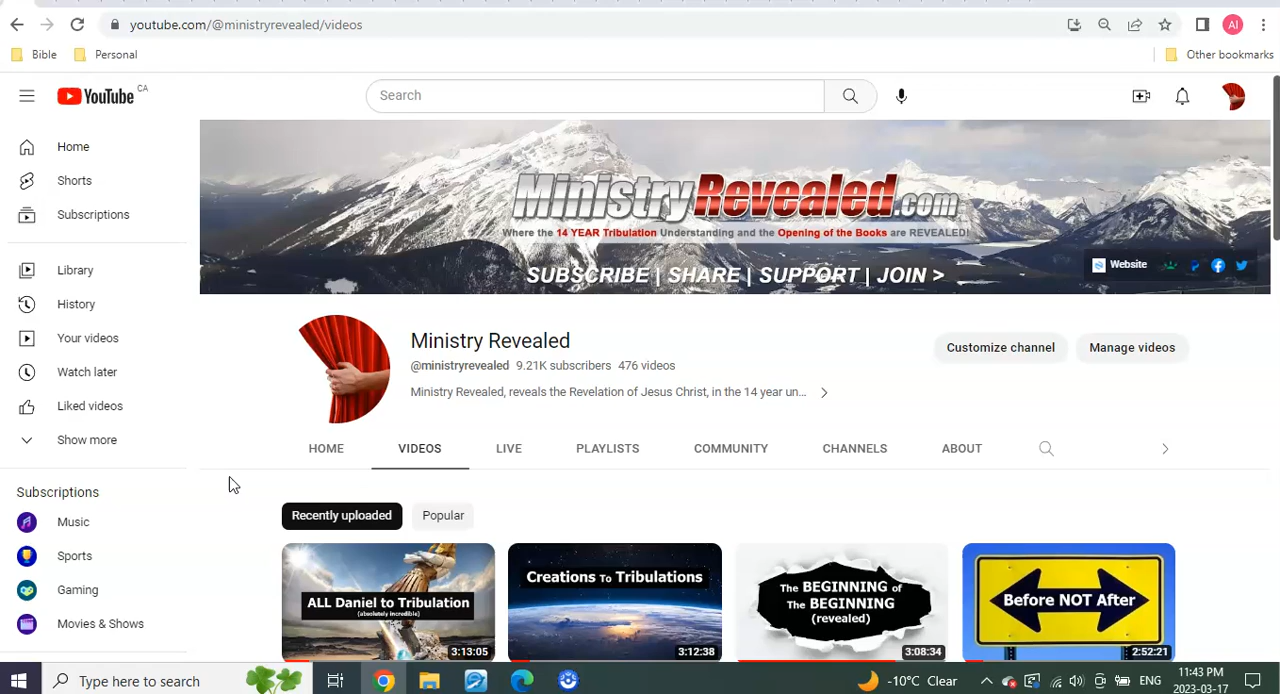 youtube.com/@ministryrevealed/videos
AI
Bible
Personal
Other bookmarks
YouTube CA
Search
Home
Shorts
Subscriptions
Library
History
Your videos
Watch later
Liked videos
Show more
Subscriptions
Music
Sports
Gaming
Movies & Shows
MinistryRevealed.com
Where the 14 YEAR Tribulation Understanding and the Opening of the Books are REVEALED!
SUBSCRIBE | SHARE | SUPPORT | JOIN >
Website
Ministry Revealed
@ministryrevealed 9.21K subscribers 476 videos
Ministry Revealed, reveals the Revelation of Jesus Christ, in the 14 year un...
Customize channel
Manage videos
HOME
VIDEOS
LIVE
PLAYLISTS
COMMUNITY
CHANNELS
ABOUT
Recently uploaded
Popular
ALL Daniel to Tribulation
(absolutely incredible)
3:13:05
Creations To Tribulations
3:12:38
The BEGINNING of
The BEGINNING
(revealed)
3:08:34
Before NOT After
2:52:21
Type here to search
-10°C Clear
ENG
11:43 PM
2023-03-17